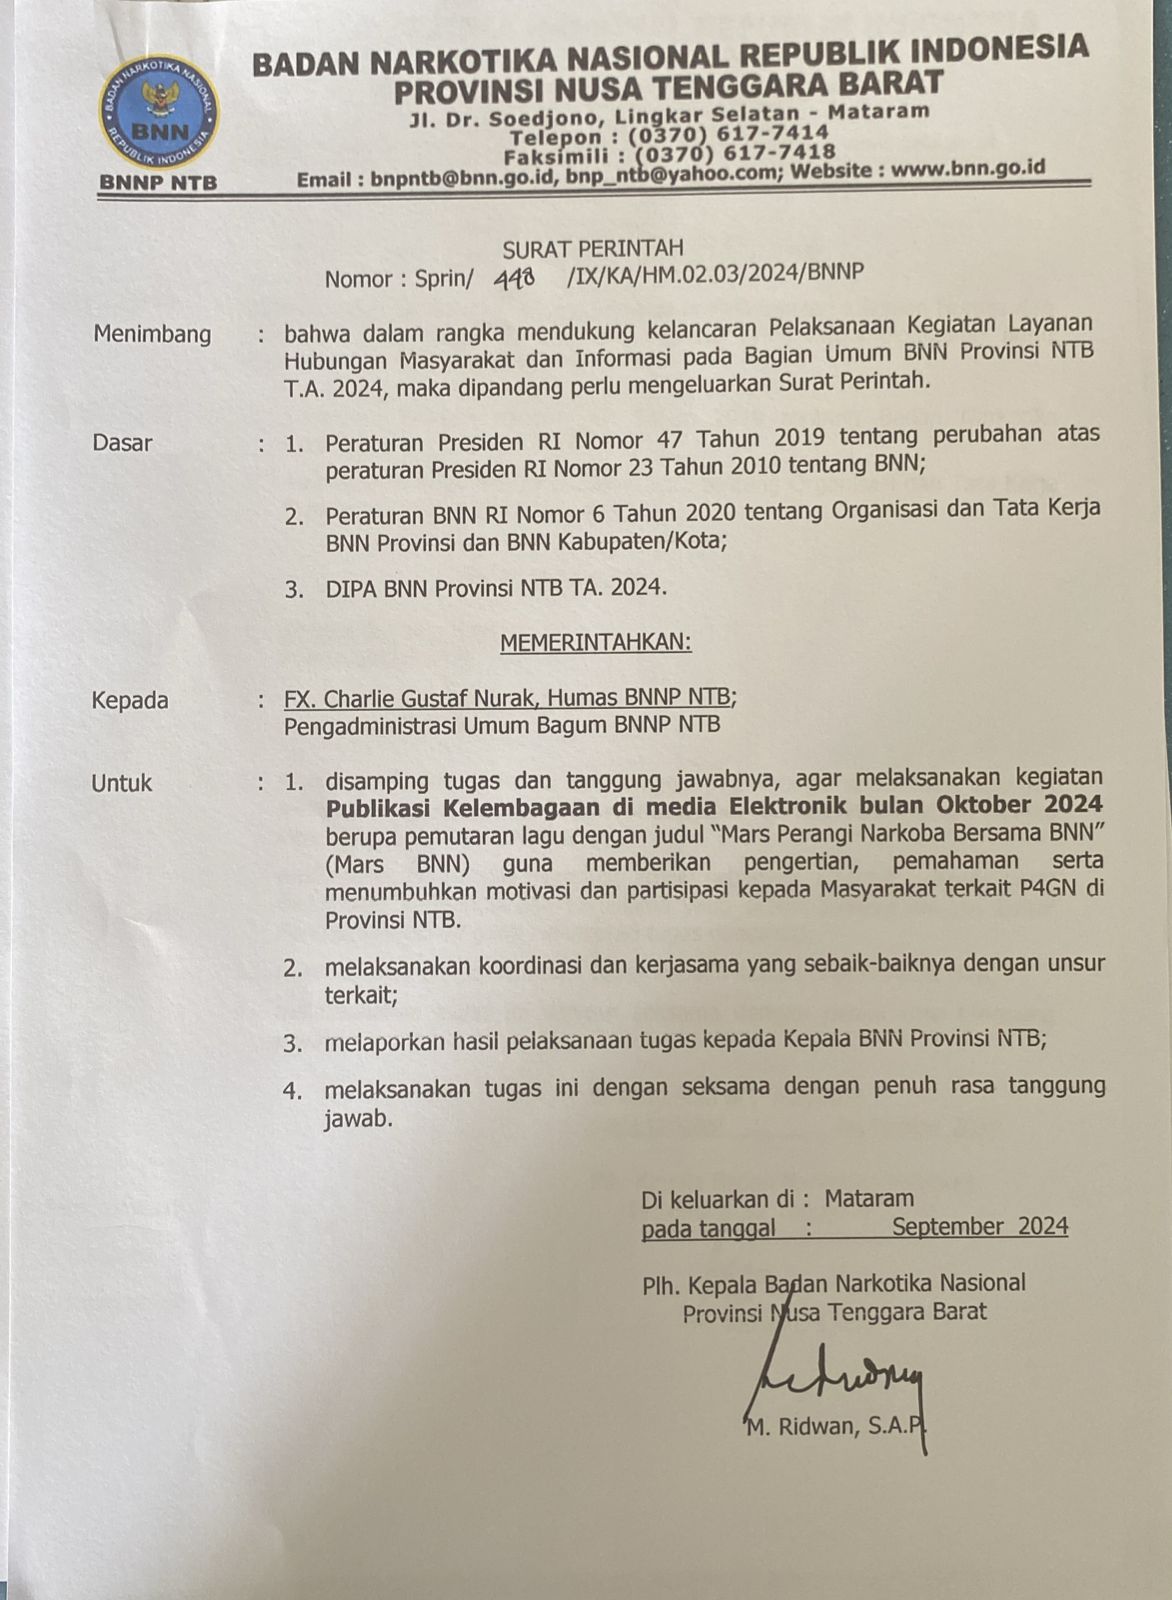 BADAN NARKOTIKA NASIONAL
REPUBLIK INDONESIA
BNN
BNNP NTB
BADAN NARKOTIKA NASIONAL REPUBLIK INDONESIA
PROVINSI NUSA TENGGARA BARAT
Jl. Dr. Soedjono, Lingkar Selatan - Mataram
Telepon : (0370) 617-7414
Faksimili : (0370) 617-7418
Email : bnpntb@bnn.go.id, bnp_ntb@yahoo.com; Website : www.bnn.go.id
SURAT PERINTAH
Nomor : Sprin/ 448 /IX/KA/HM.02.03/2024/BNNP
Menimbang : bahwa dalam rangka mendukung kelancaran Pelaksanaan Kegiatan Layanan
Hubungan Masyarakat dan Informasi pada Bagian Umum BNN Provinsi NTB
T.A. 2024, maka dipandang perlu mengeluarkan Surat Perintah.
Dasar : 1. Peraturan Presiden RI Nomor 47 Tahun 2019 tentang perubahan atas
peraturan Presiden RI Nomor 23 Tahun 2010 tentang BNN;
2. Peraturan BNN RI Nomor 6 Tahun 2020 tentang Organisasi dan Tata Kerja
BNN Provinsi dan BNN Kabupaten/Kota;
3. DIPA BNN Provinsi NTB TA. 2024.
MEMERINTAHKAN:
Kepada : FX. Charlie Gustaf Nurak, Humas BNNP NTB;
Pengadministrasi Umum Bagum BNNP NTB
Untuk : 1. disamping tugas dan tanggung jawabnya, agar melaksanakan kegiatan
Publikasi Kelembagaan di media Elektronik bulan Oktober 2024
berupa pemutaran lagu dengan judul “Mars Perangi Narkoba Bersama BNN”
(Mars BNN) guna memberikan pengertian, pemahaman serta
menumbuhkan motivasi dan partisipasi kepada Masyarakat terkait P4GN di
Provinsi NTB.
2. melaksanakan koordinasi dan kerjasama yang sebaik-baiknya dengan unsur
terkait;
3. melaporkan hasil pelaksanaan tugas kepada Kepala BNN Provinsi NTB;
4. melaksanakan tugas ini dengan seksama dengan penuh rasa tanggung
jawab.
Di keluarkan di : Mataram
pada tanggal : September 2024
Plh. Kepala Badan Narkotika Nasional
Provinsi Nusa Tenggara Barat
M. Ridwan, S.A.P.